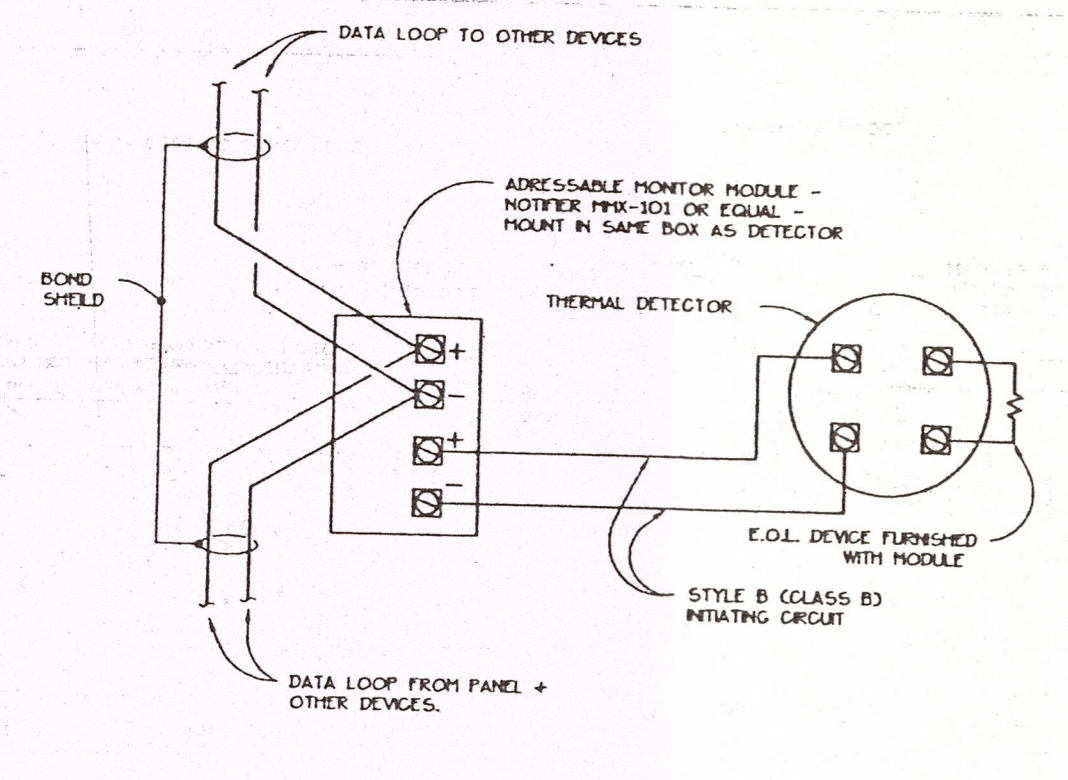 DATA LOOP TO OTHER DEVICES
ADRESSABLE MONITOR MODULE -
NOTIFIER MMX-101 OR EQUAL -
MOUNT IN SAME BOX AS DETECTOR
BOND
SHEILD
THERMAL DETECTOR
+
-
+
-
E.O.L. DEVICE FURNISHED
WITH MODULE
STYLE B (CLASS B)
INITIATING CIRCUIT
DATA LOOP FROM PANEL +
OTHER DEVICES.